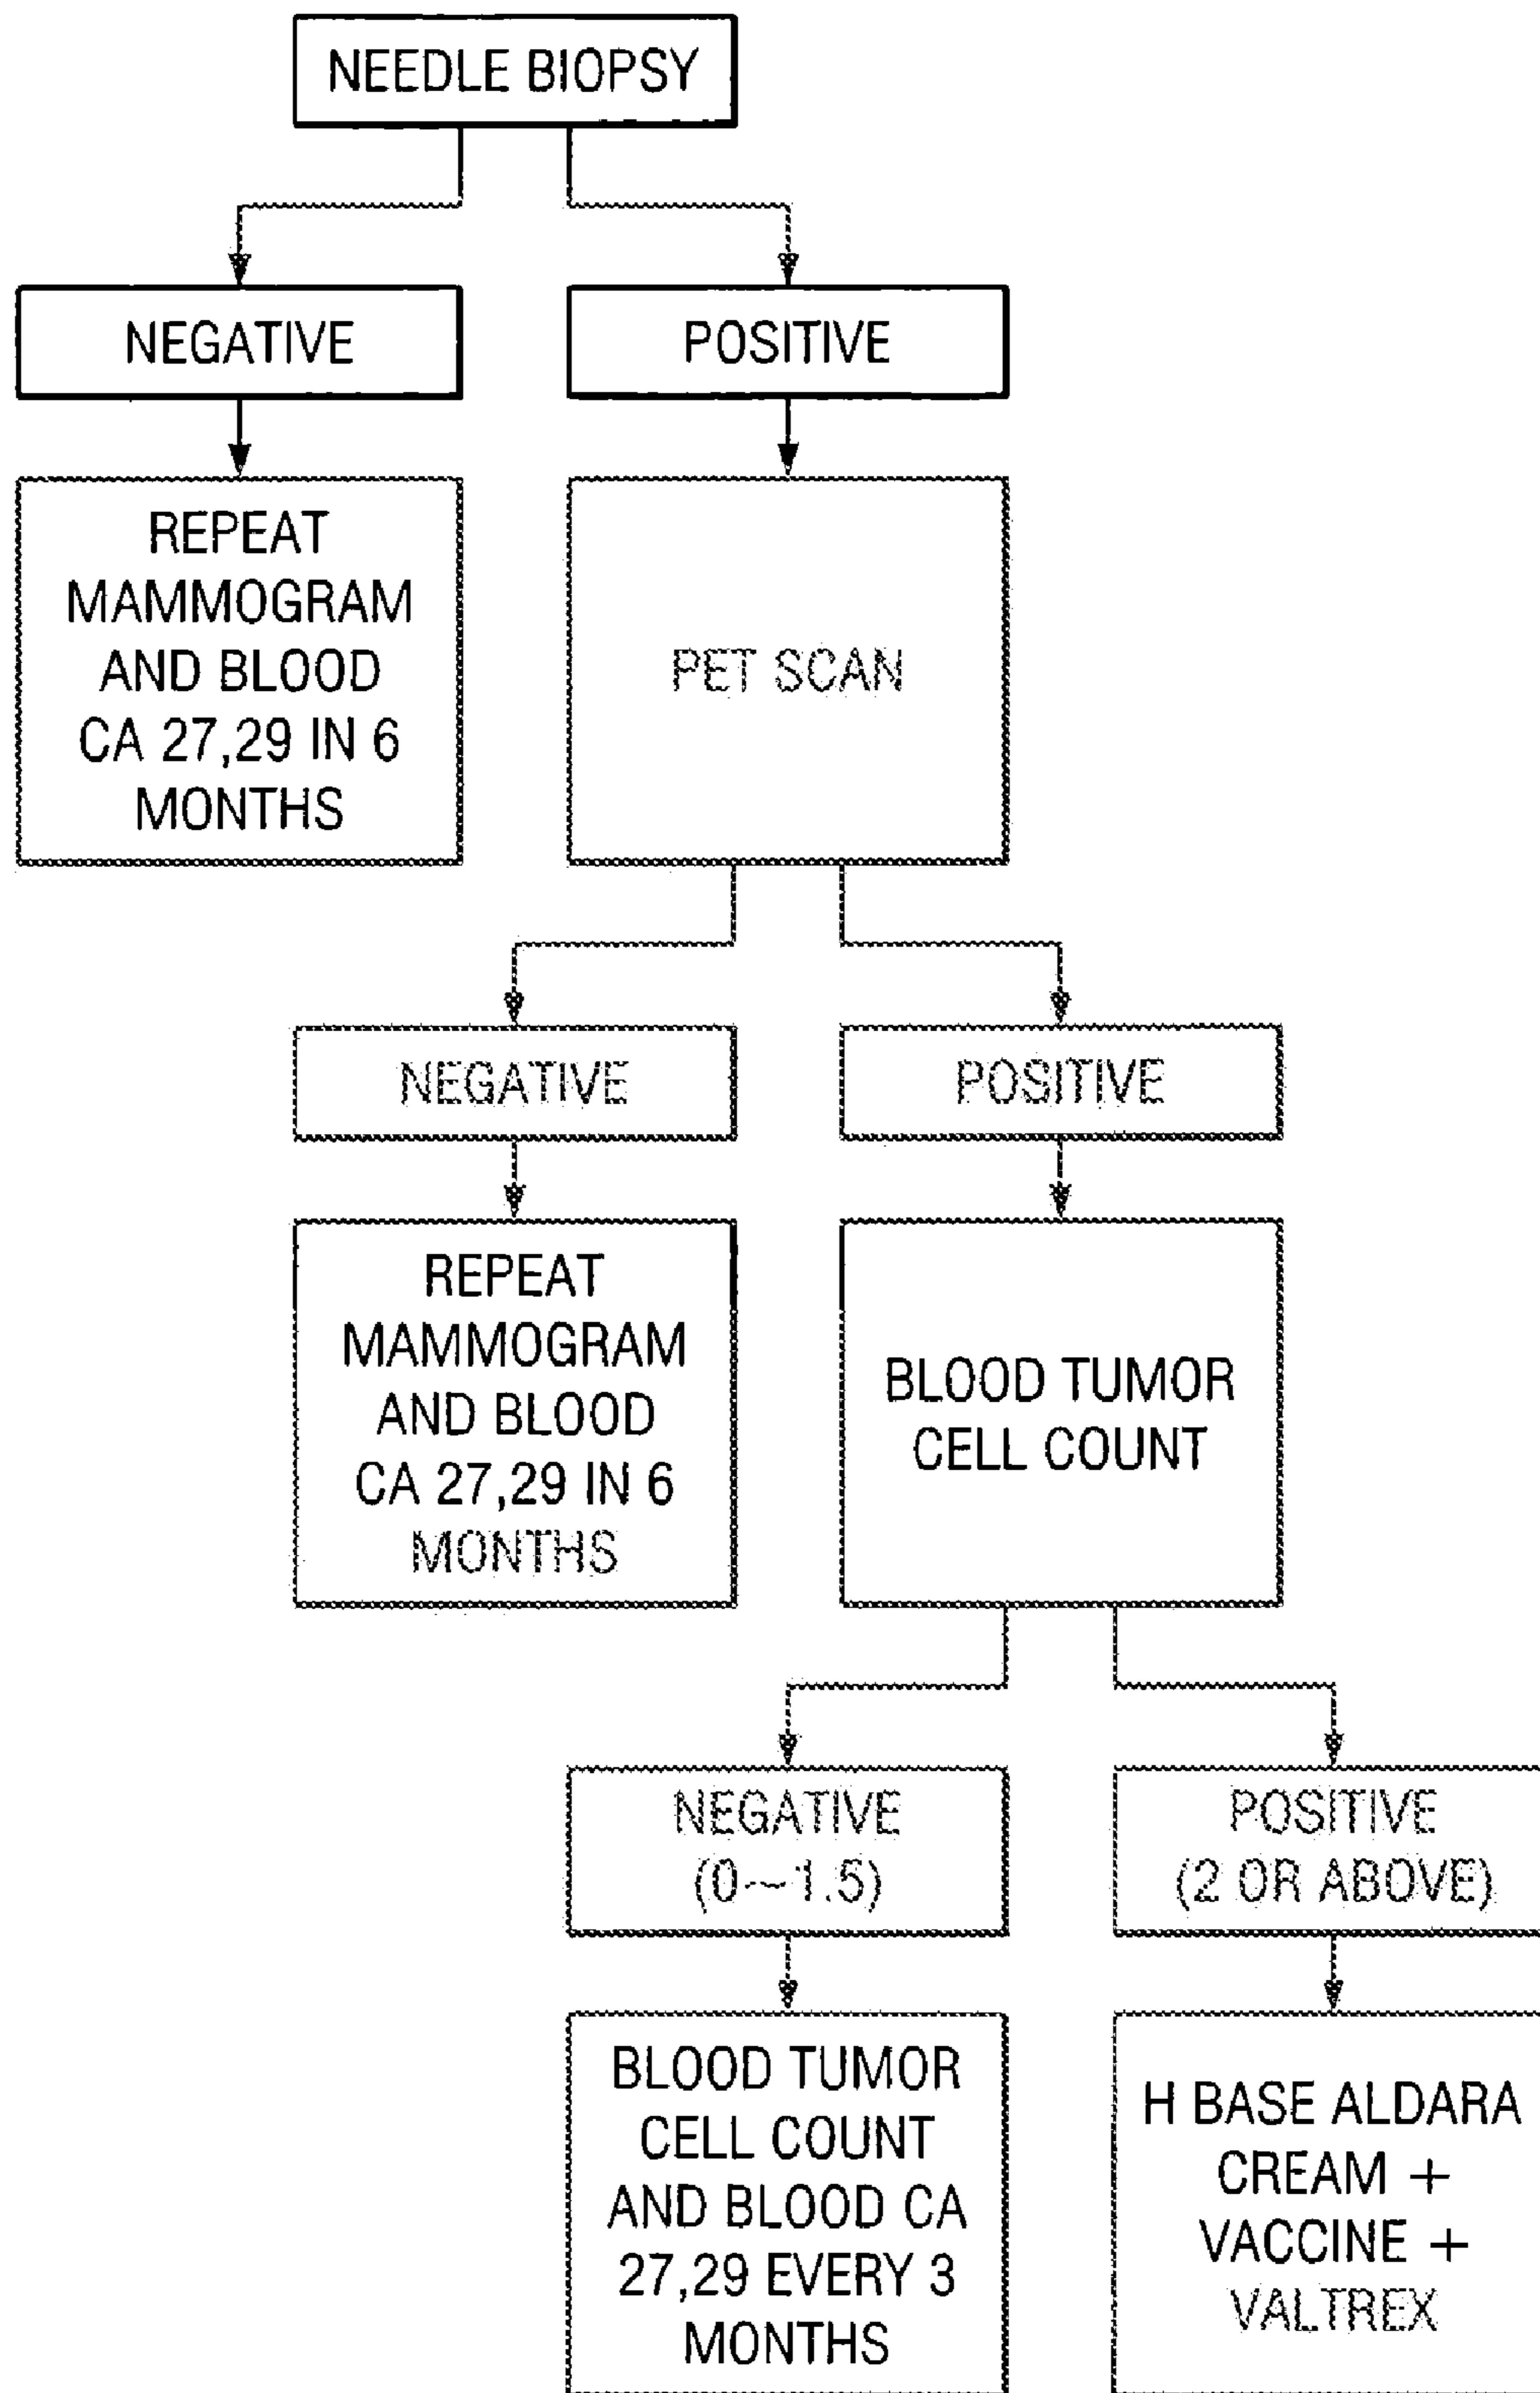 NEEDLE BIOPSY
NEGATIVE
POSITIVE
REPEAT
MAMMOGRAM
AND BLOOD
CA 27,29 IN 6
MONTHS
PET SCAN
NEGATIVE
POSITIVE
REPEAT
MAMMOGRAM
AND BLOOD
CA 27,29 IN 6
MONTHS
BLOOD TUMOR
CELL COUNT
NEGATIVE
(0~1.5)
POSITIVE
(2 OR ABOVE)
BLOOD TUMOR
CELL COUNT
AND BLOOD CA
27,29 EVERY 3
MONTHS
H BASE ALDARA
CREAM +
VACCINE +
VALTREX